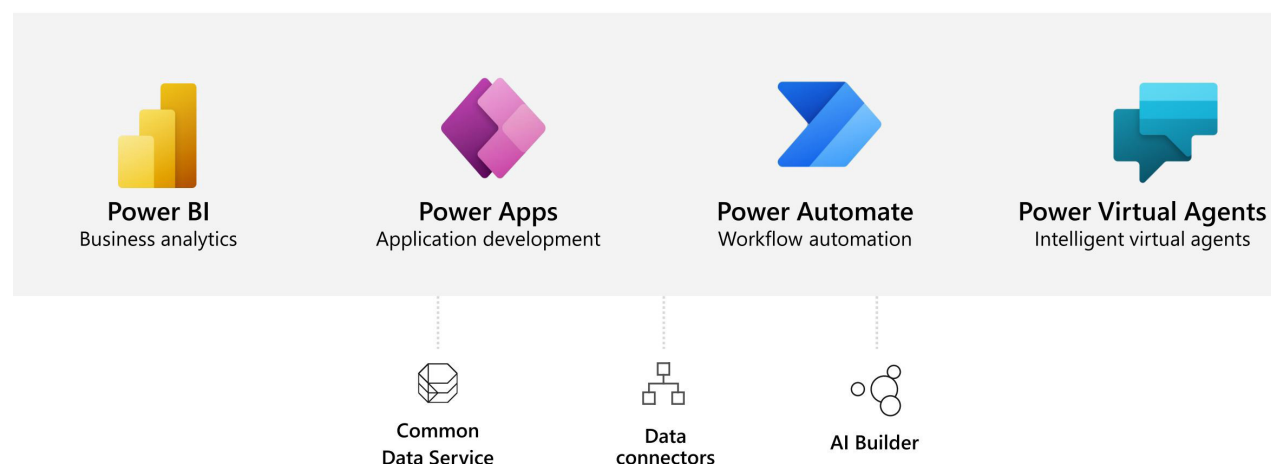 Power BI
Business analytics
Power Apps
Application development
Power Automate
Workflow automation
Power Virtual Agents
Intelligent virtual agents
Common
Data Service
Data
connectors
AI Builder